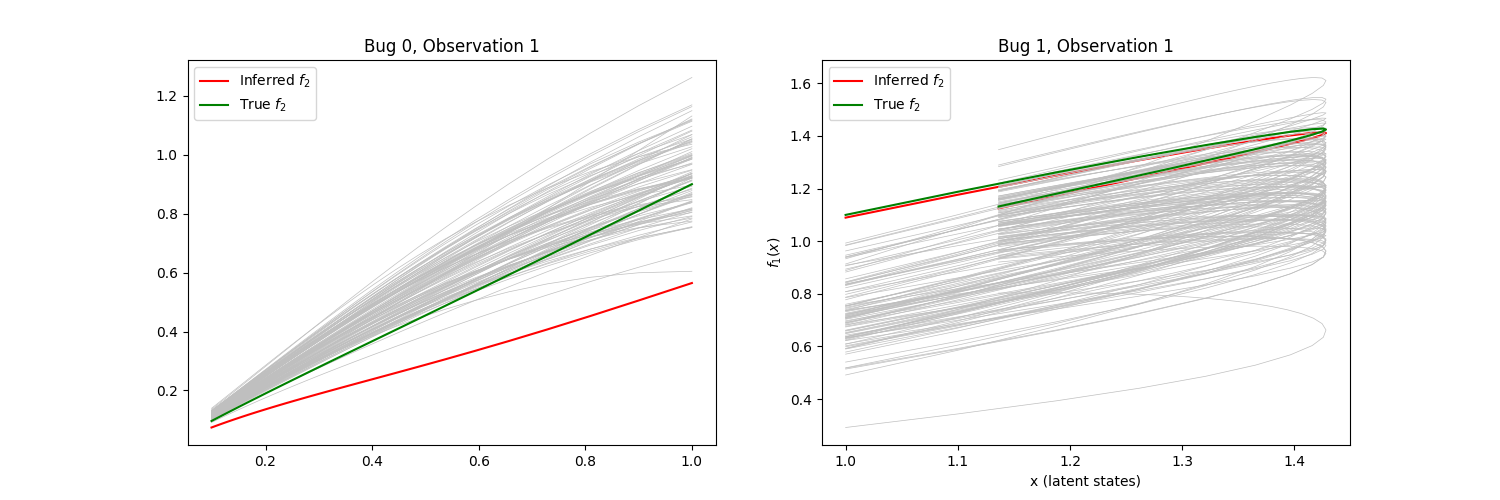 Bug 0, Observation 1
Inferred f₂
True f₂
1.2
1.0
0.8
0.6
0.4
0.2
0.2 0.4 0.6 0.8 1.0
Bug 1, Observation 1
Inferred f₂
True f₂
f₁(x)
1.6
1.4
1.2
1.0
0.8
0.6
0.4
1.0 1.1 1.2 1.3 1.4
x (latent states)